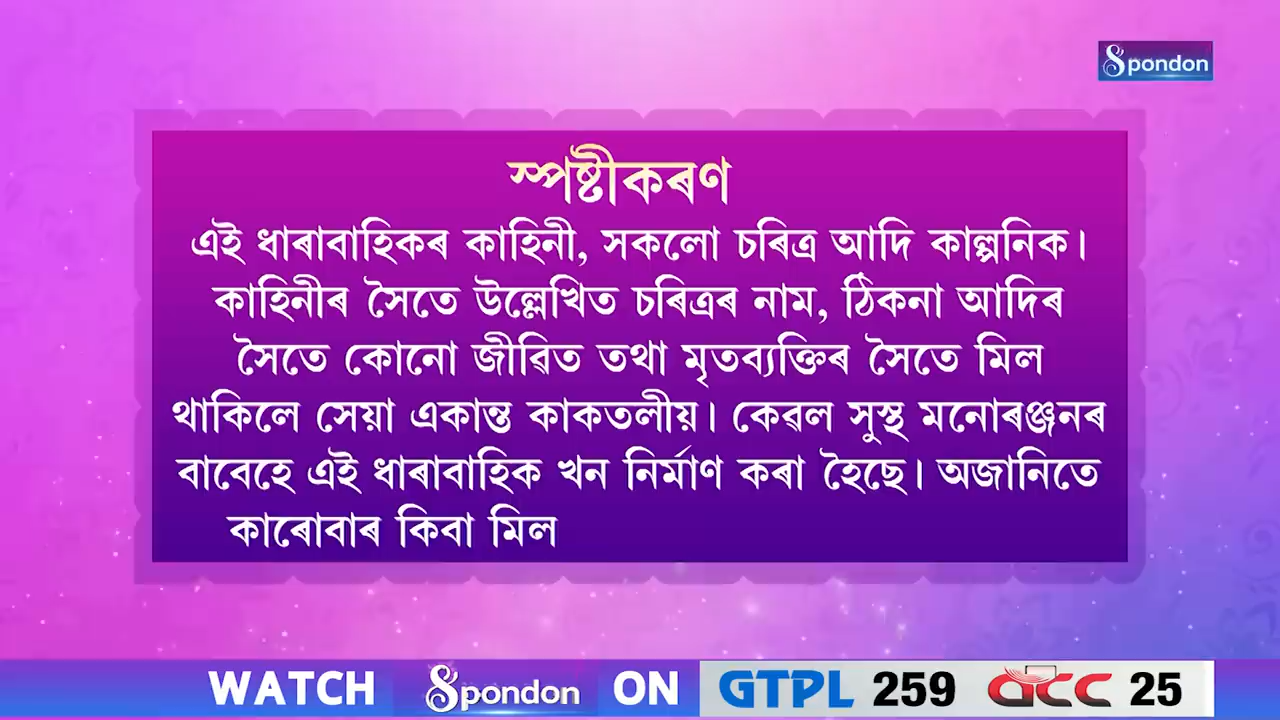 Spondon
স্পষ্টীকৰণ
এই ধাৰাবাহিকৰ কাহিনী, সকলো চৰিত্ৰ আদি কাল্পনিক।
কাহিনীৰ সৈতে উল্লেখিত চৰিত্ৰৰ নাম, ঠিকনা আদিৰ
সৈতে কোনো জীৱিত তথা মৃতব্যক্তিৰ সৈতে মিল
থাকিলে সেয়া একান্ত কাকতলীয়। কেৱল সুস্থ মনোৰঞ্জনৰ
বাবেহে এই ধাৰাবাহিক খন নিৰ্মাণ কৰা হৈছে। অজানিতে
কাৰোবাৰ কিবা মিল
WATCH Spondon ON GTPL 259 acc 25